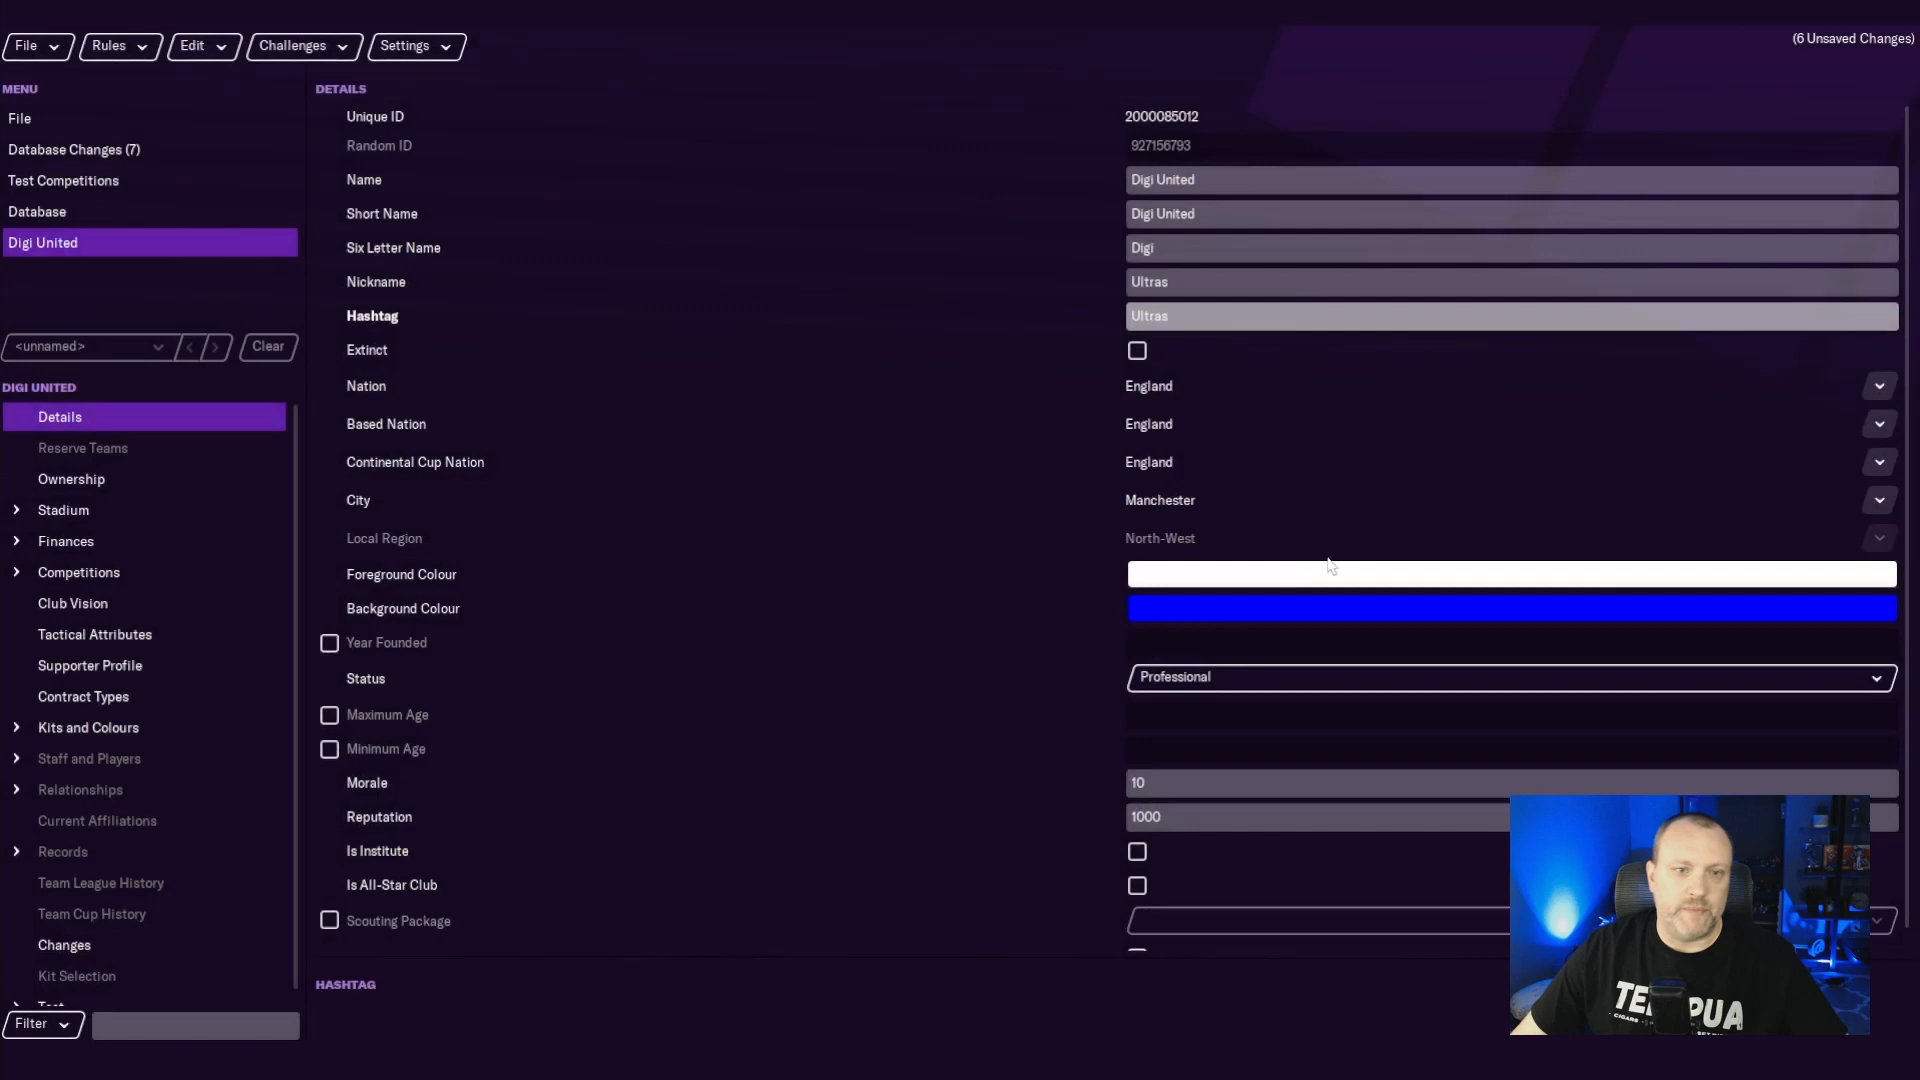 File
Rules
Edit
Challenges
Settings
(6 Unsaved Changes)
MENU
File
Database Changes (7)
Test Competitions
Database
Digi United
<unnamed>
Clear
DIGI UNITED
Details
Reserve Teams
Ownership
Stadium
Finances
Competitions
Club Vision
Tactical Attributes
Supporter Profile
Contract Types
Kits and Colours
Staff and Players
Relationships
Current Affiliations
Records
Team League History
Team Cup History
Changes
Kit Selection
Filter
DETAILS
Unique ID 2000085012
Random ID 927156793
Name Digi United
Short Name Digi United
Six Letter Name Digi
Nickname Ultras
Hashtag Ultras
Extinct
Nation England
Based Nation England
Continental Cup Nation England
City Manchester
Local Region North-West
Foreground Colour
Background Colour
Year Founded
Status Professional
Maximum Age
Minimum Age
Morale 10
Reputation 1000
Is Institute
Is All-Star Club
Scouting Package
HASHTAG